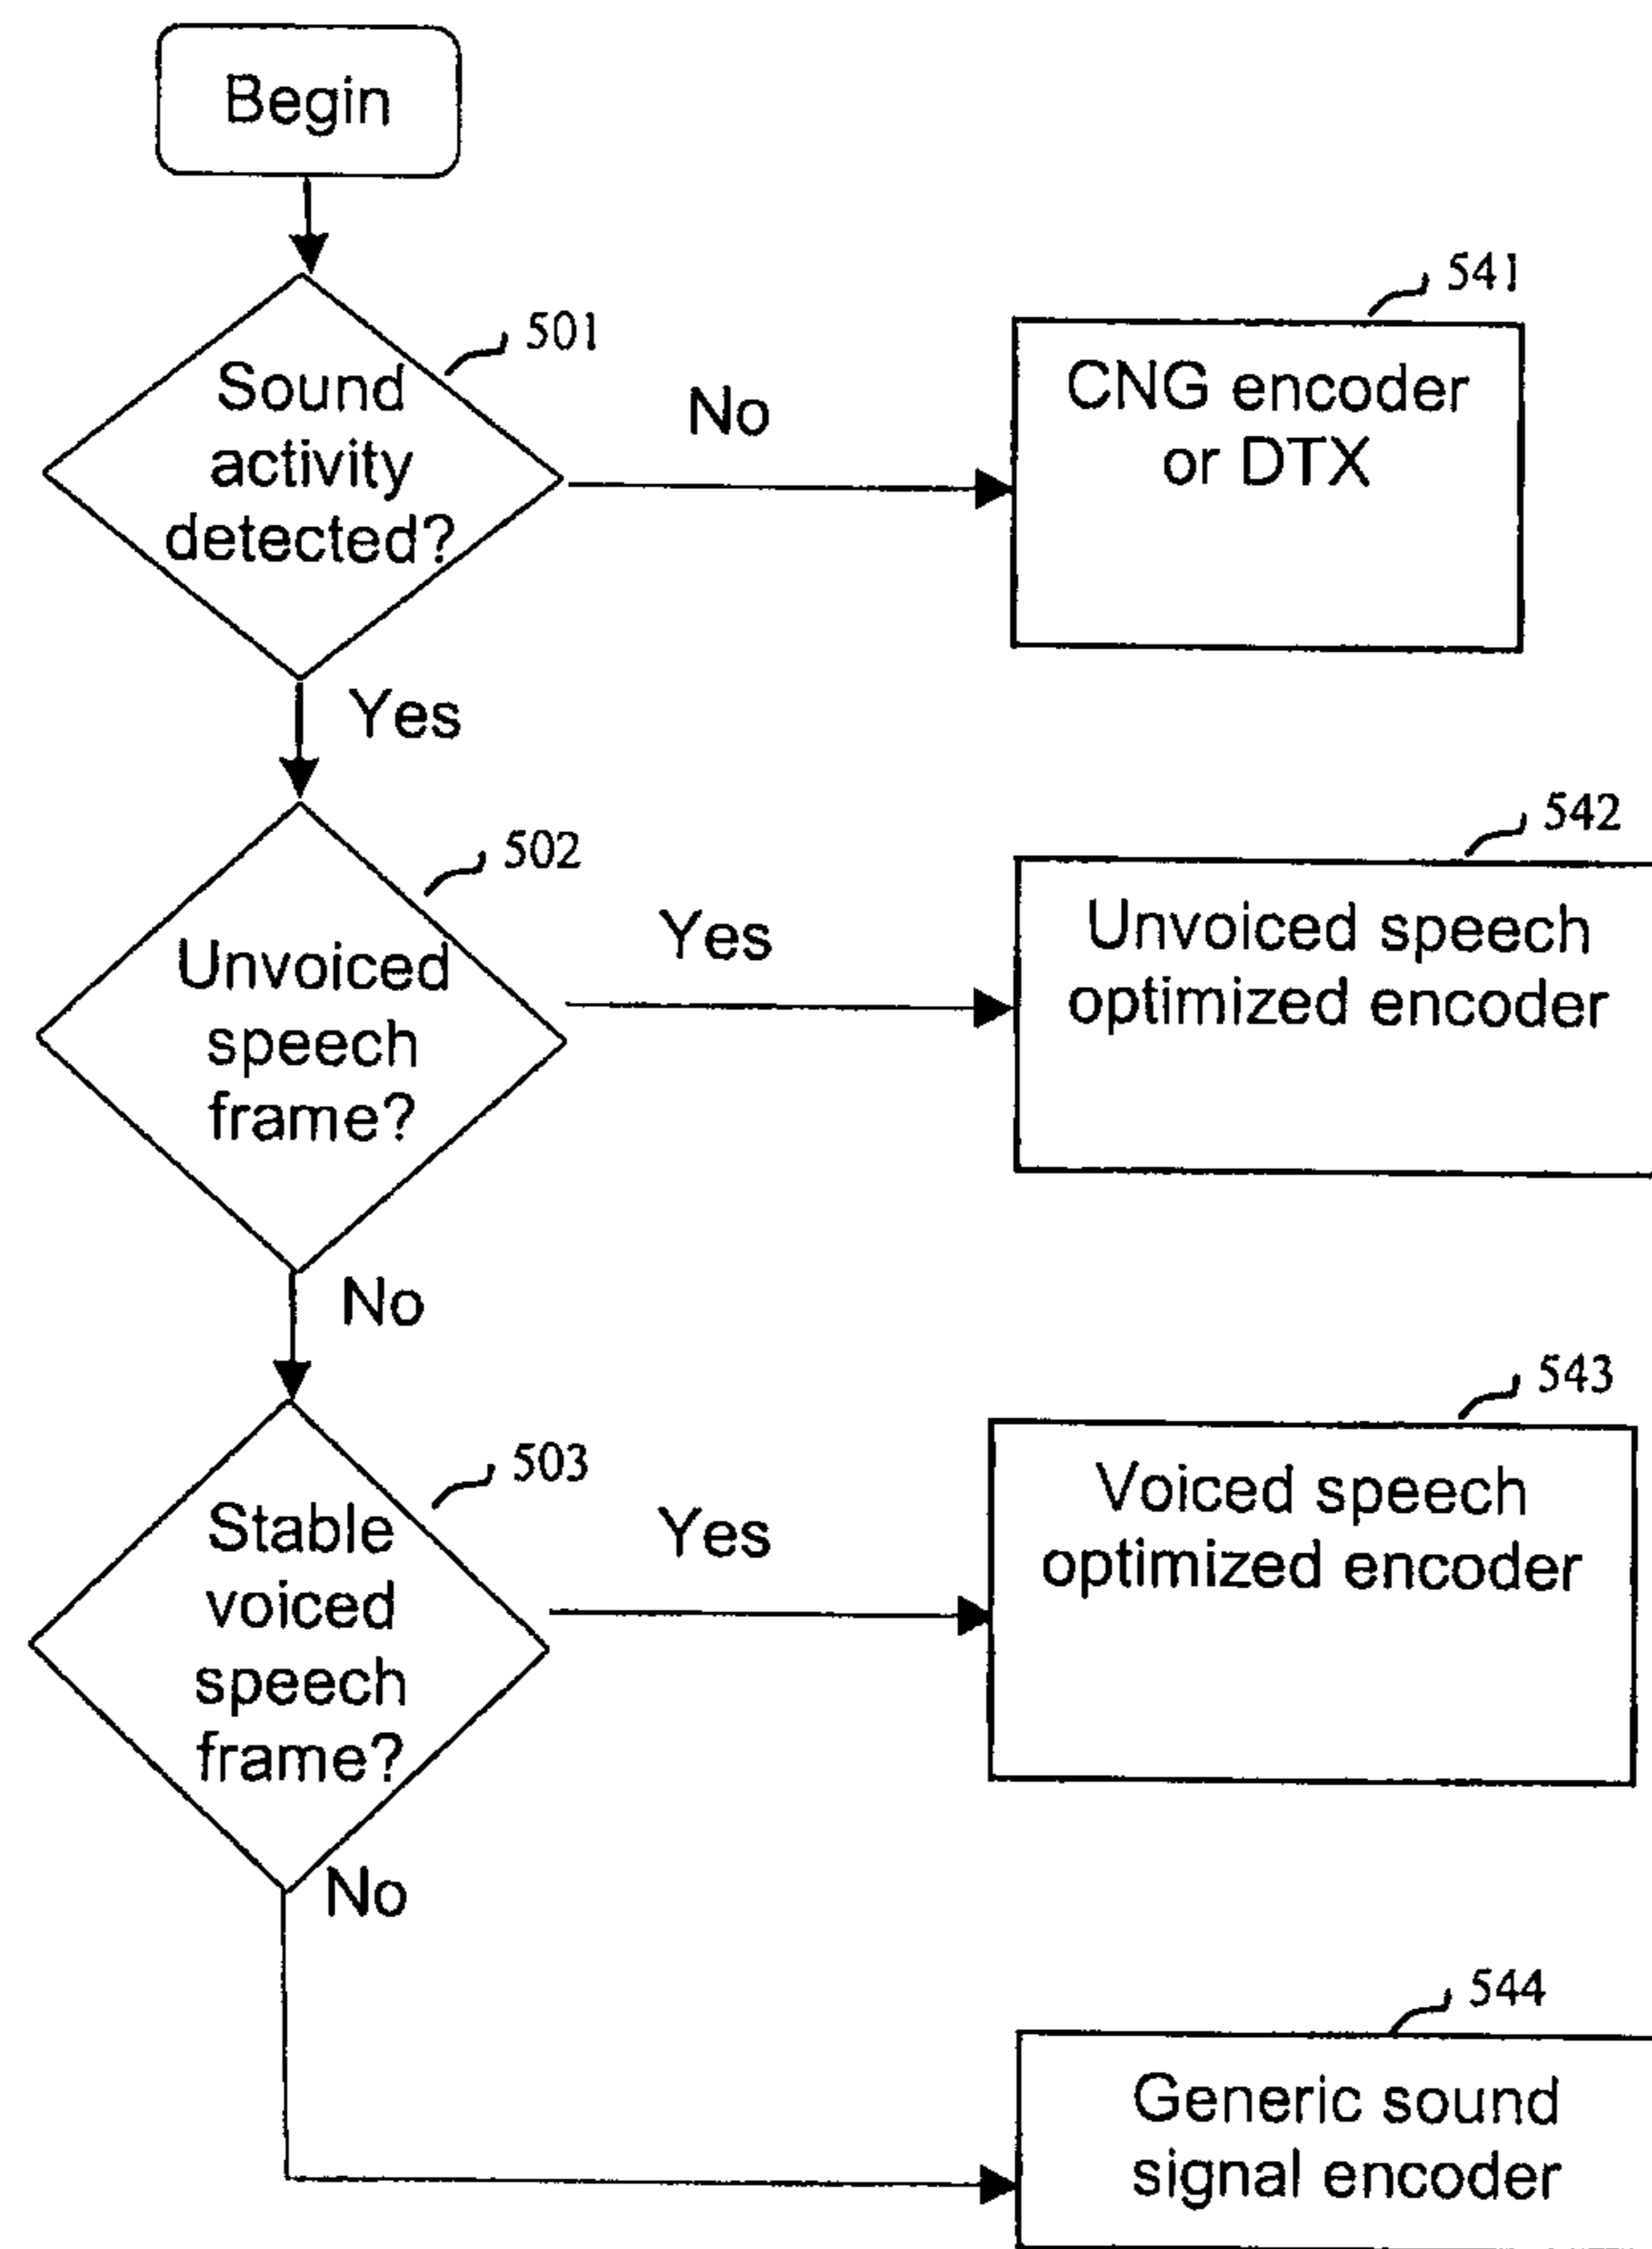 Begin
501
Sound
activity
detected?
No
541
CNG encoder
or DTX
Yes
502
Unvoiced
speech
frame?
Yes
542
Unvoiced speech
optimized encoder
No
503
Stable
voiced
speech
frame?
Yes
543
Voiced speech
optimized encoder
No
544
Generic sound
signal encoder